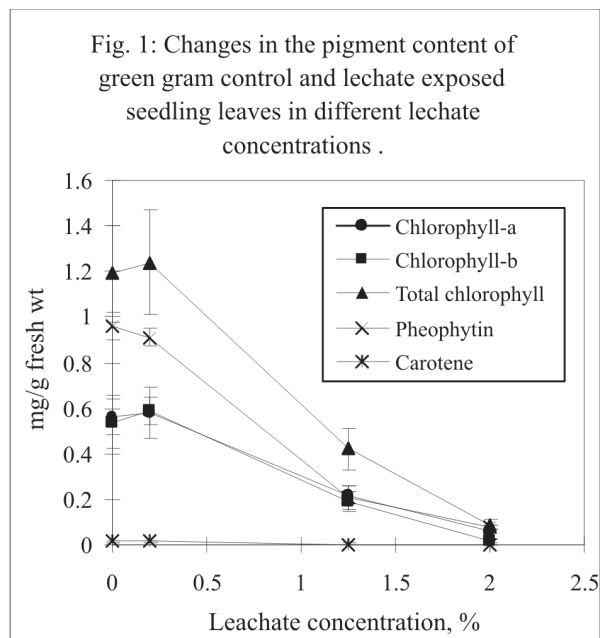 Fig. 1: Changes in the pigment content of
green gram control and lechate exposed
seedling leaves in different lechate
concentrations .
1.6
1.4
1.2
1
0.8
0.6
0.4
0.2
0
mg/g fresh wt
Chlorophyll-a
Chlorophyll-b
Total chlorophyll
Pheophytin
Carotene
0 0.5 1 1.5 2 2.5
Leachate concentration, %